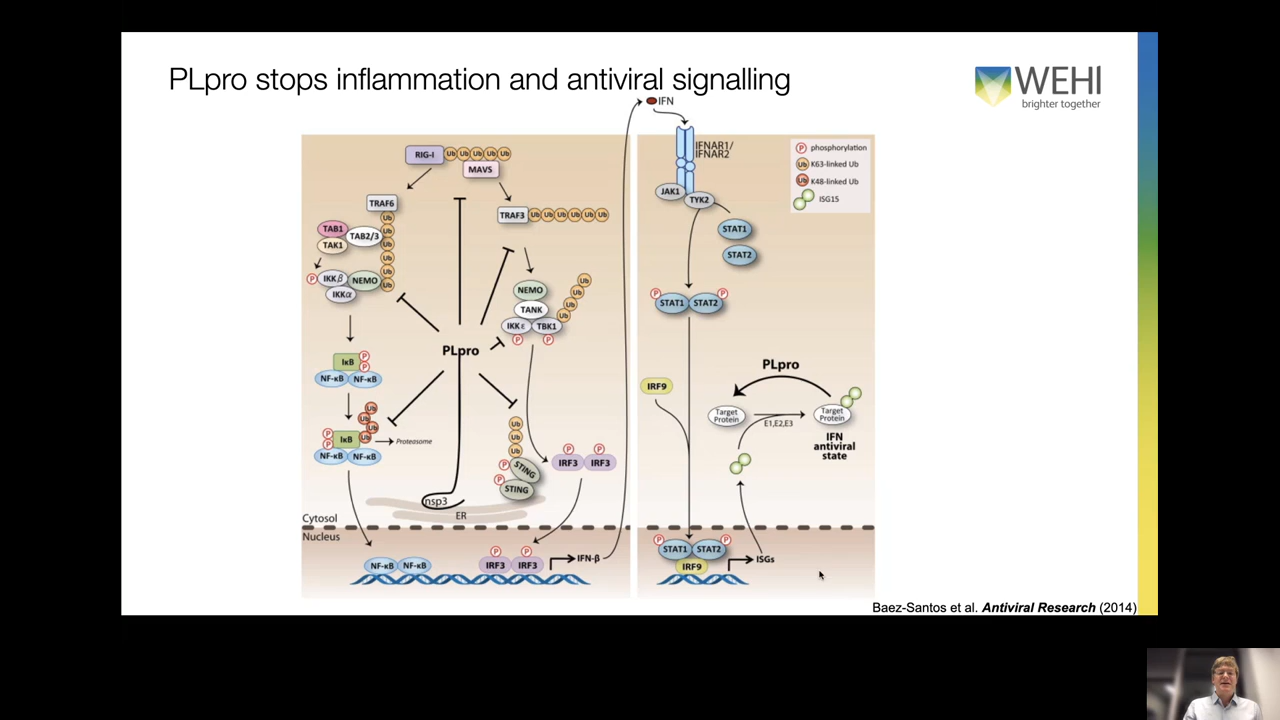 PLpro stops inflammation and antiviral signalling
WEHI
brighter together
IFN
RIG-I
Ub Ub Ub Ub Ub
MAVS
TRAF6
Ub
Ub
Ub
Ub
Ub
Ub
TAB1
TAK1
TAB2/3
P
IKKβ
NEMO
IKKα
TRAF3
Ub Ub Ub Ub Ub Ub
NEMO
TANK
IKKε
TBK1
Ub
Ub
Ub
Ub
P
P
PLpro
IκB
P
P
NF-κB
NF-κB
P
P
IκB
Ub
Ub
Ub
Ub
Proteasome
NF-κB
NF-κB
Ub
Ub
Ub
P
STING
P
STING
P
P
IRF3
IRF3
nsp3
ER
Cytosol
Nucleus
NF-κB
NF-κB
P
P
IRF3
IRF3
IFN-β
IFNAR1/
IFNAR2
JAK1
TYK2
STAT1
STAT2
P
P
STAT1
STAT2
IRF9
P phosphorylation
Ub K63-linked Ub
Ub K48-linked Ub
ISG15
PLpro
Target
Protein
E1,E2,E3
Target
Protein
IFN
antiviral
state
P
P
STAT1
STAT2
IRF9
ISGs
Baez-Santos et al. Antiviral Research (2014)